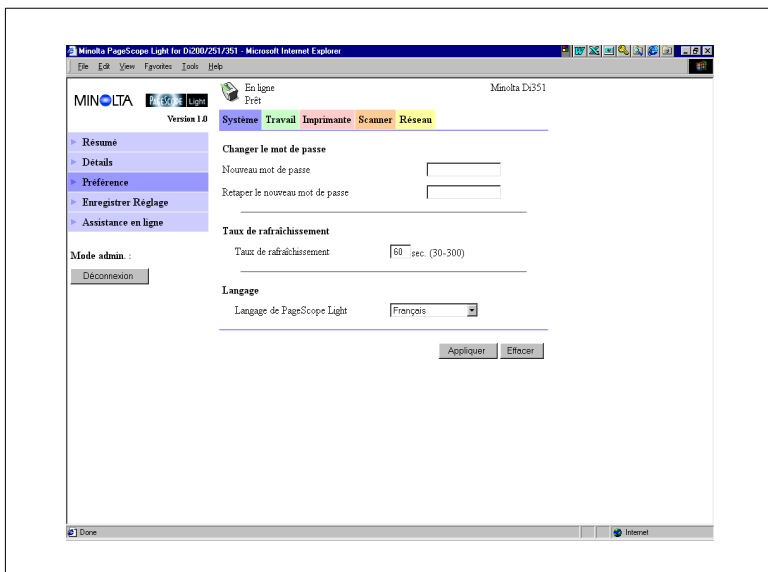 Minolta PageScope Light for Di200/251/351 - Microsoft Internet Explorer
File Edit View Favorites Tools Help
MINOLTA PAGESCOPE Light
Version 1.0
Résumé
Détails
Préférence
Enregistrer Réglage
Assistance en ligne
Mode admin. :
Déconnexion
En ligne
Prêt
Minolta Di351
Système Travail Imprimante Scanner Réseau
Changer le mot de passe
Nouveau mot de passe
Retaper le nouveau mot de passe
Taux de rafraîchissement
Taux de rafraîchissement 60 sec. (30-300)
Langage
Langage de PageScope Light Français
Appliquer Effacer
Done Internet